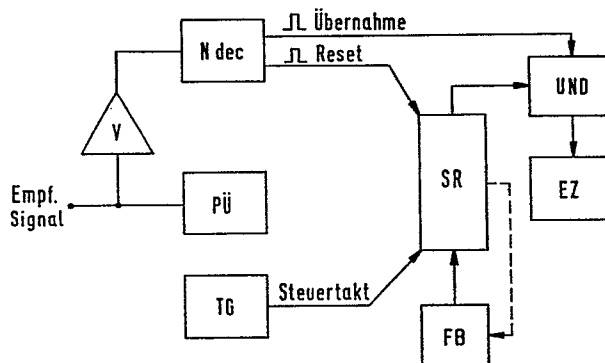 N dec
Übernahme
Reset
UND
V
SR
EZ
Empf.
Signal
PÜ
TG
Steuertakt
FB